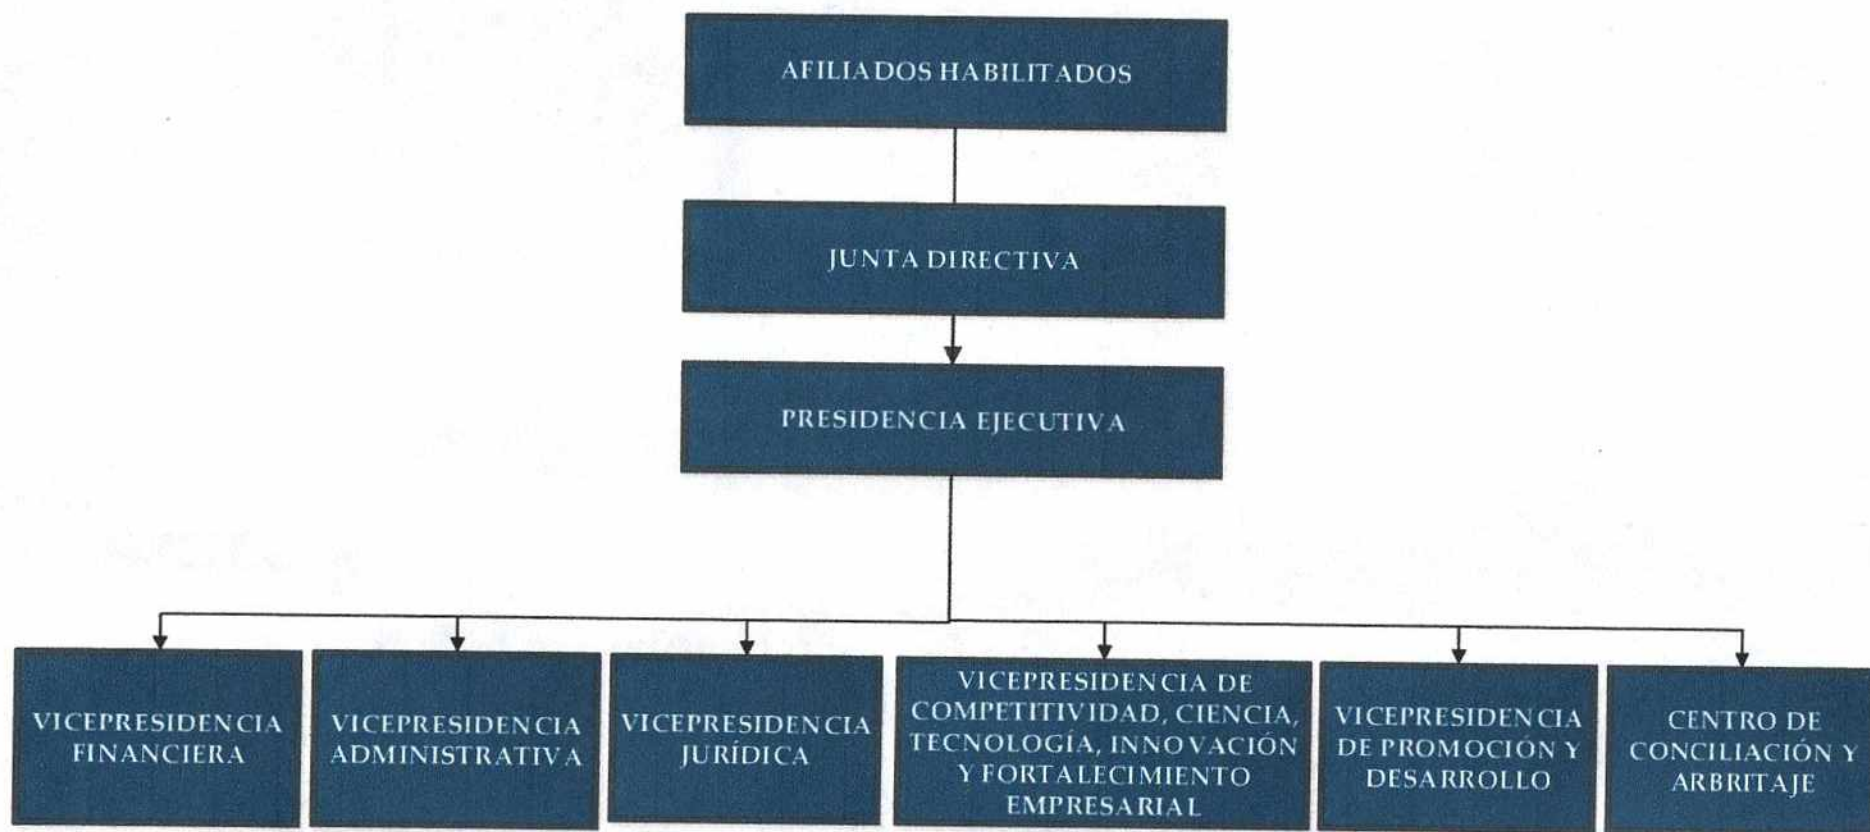 AFILIADOS HABILITADOS
JUNTA DIRECTIVA
PRESIDENCIA EJECUTIVA
VICEPRESIDENCIA
FINANCIERA
VICEPRESIDENCIA
ADMINISTRATIVA
VICEPRESIDENCIA
JURÍDICA
VICEPRESIDENCIA DE
COMPETITIVIDAD, CIENCIA,
TECNOLOGÍA, INNOVACIÓN
Y FORTALECIMIENTO
EMPRESARIAL
VICEPRESIDENCIA
DE PROMOCIÓN Y
DESARROLLO
CENTRO DE
CONCILIACIÓN Y
ARBRITAJE